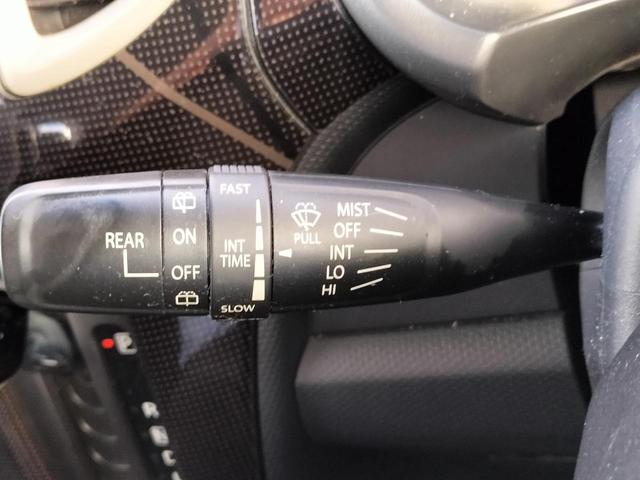 REAR
ON
OFF
FAST
INT
TIME
SLOW
PULL
MIST
OFF
INT
LO
HI
P
R
N
C